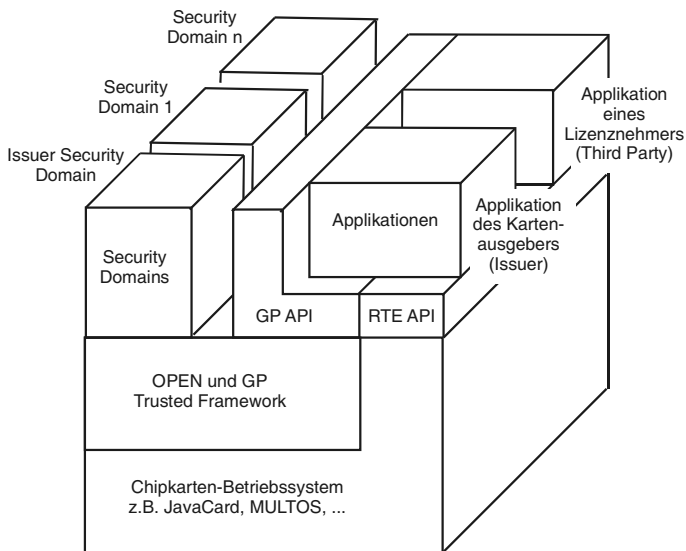 Security
Domain n
Security
Domain 1
Issuer Security
Domain
Applikation
eines
Lizenznehmers
(Third Party)
Applikationen
Applikation
des Karten-
ausgebers
(Issuer)
Security
Domains
GP API
RTE API
OPEN und GP
Trusted Framework
Chipkarten-Betriebssystem
z.B. JavaCard, MULTOS, ...